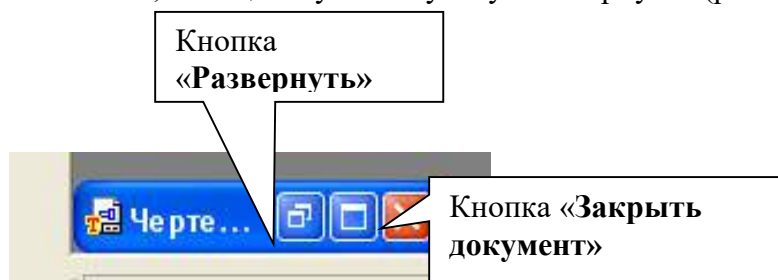 Кнопка
«Развернуть»
Черте...
Кнопка «Закрыть
документ»